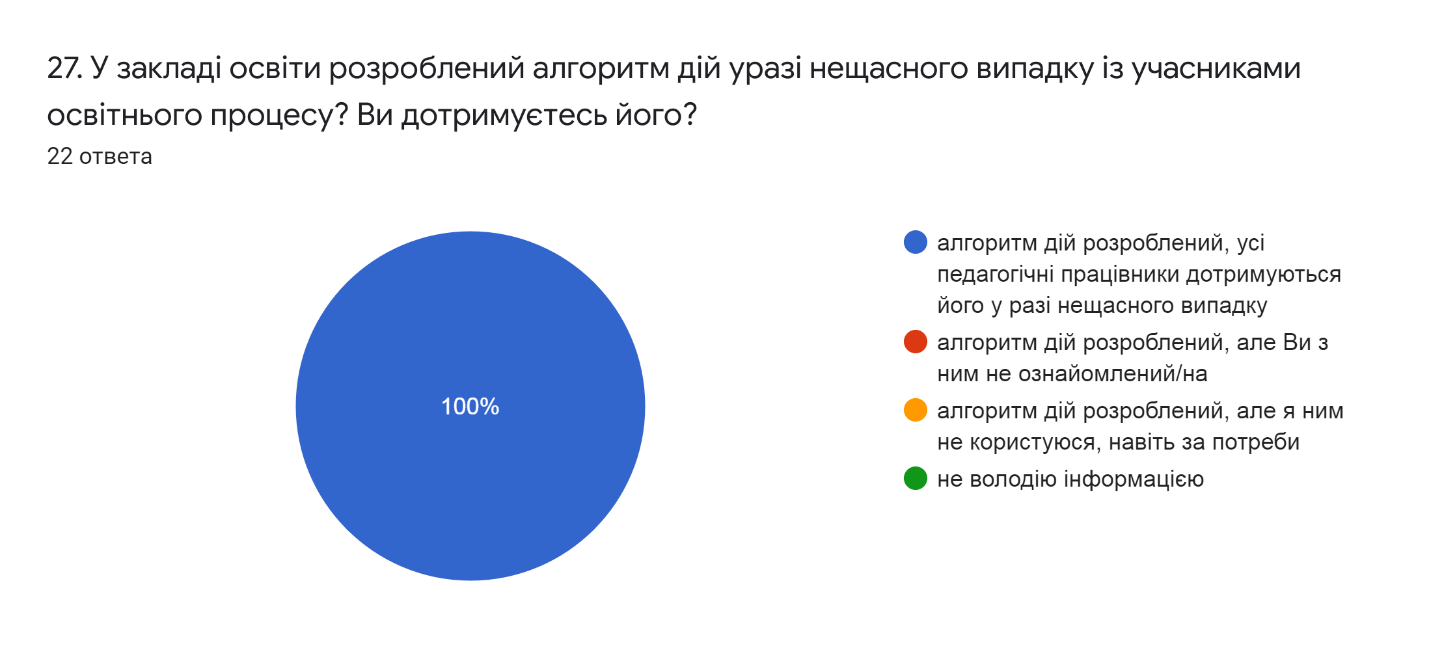 27. У закладі освіти розроблений алгоритм дій уразі нещасного випадку із учасниками
освітнього процесу? Ви дотримуєтесь його?
22 ответа
100%
алгоритм дій розроблений, усі
педагогічні працівники дотримуються
його у разі нещасного випадку
алгоритм дій розроблений, але Ви з
ним не ознайомлений/на
алгоритм дій розроблений, але я ним
не користуюся, навіть за потреби
не володію інформацією